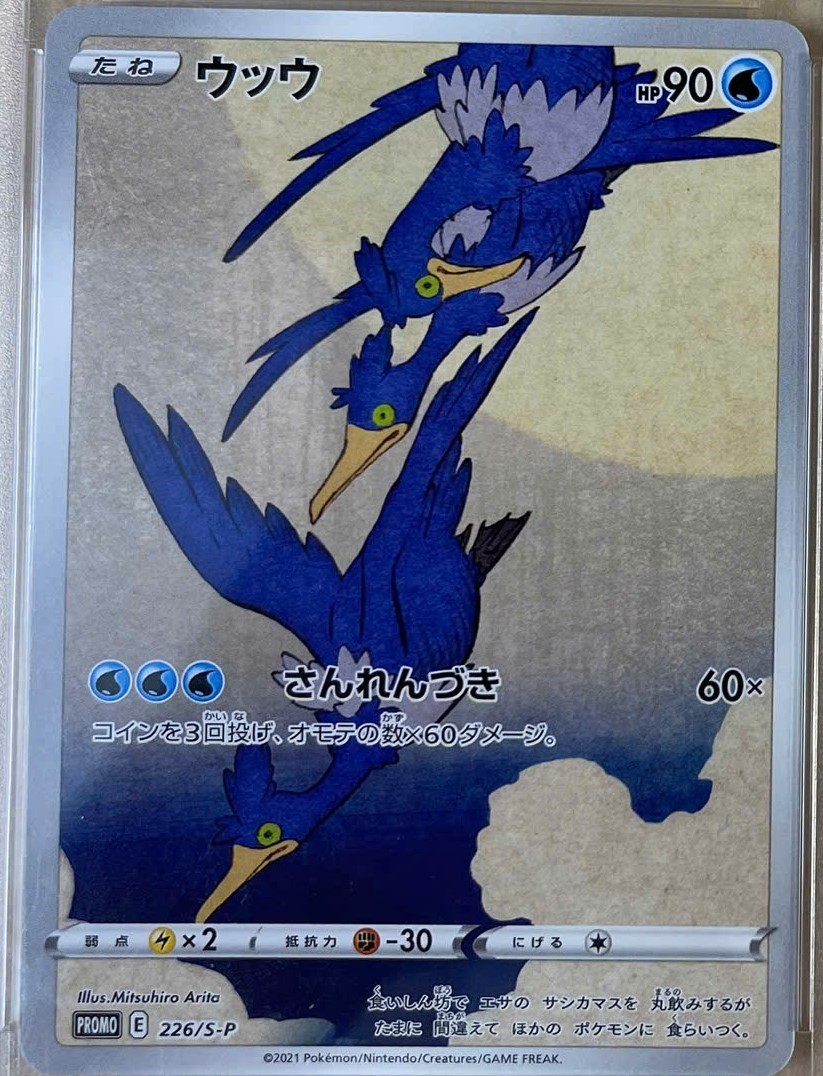 たね ウッウ HP90
さんれんづき 60×
コインを3回投げ、オモテの数×60ダメージ。
弱点 ×2 抵抗力 -30 にげる
Illus.Mitsuhiro Arita
PROMO E 226/S-P
食いしん坊で エサの サシカマスを 丸飲みするが
たまに 間違えて ほかの ポケモンに 食らいつく。
©2021 Pokémon/Nintendo/Creatures/GAME FREAK.